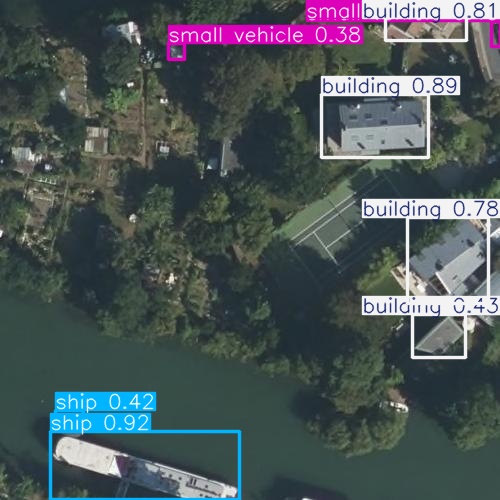 small
building 0.81
small vehicle 0.38
building 0.89
building 0.78
building 0.43
ship 0.42
ship 0.92